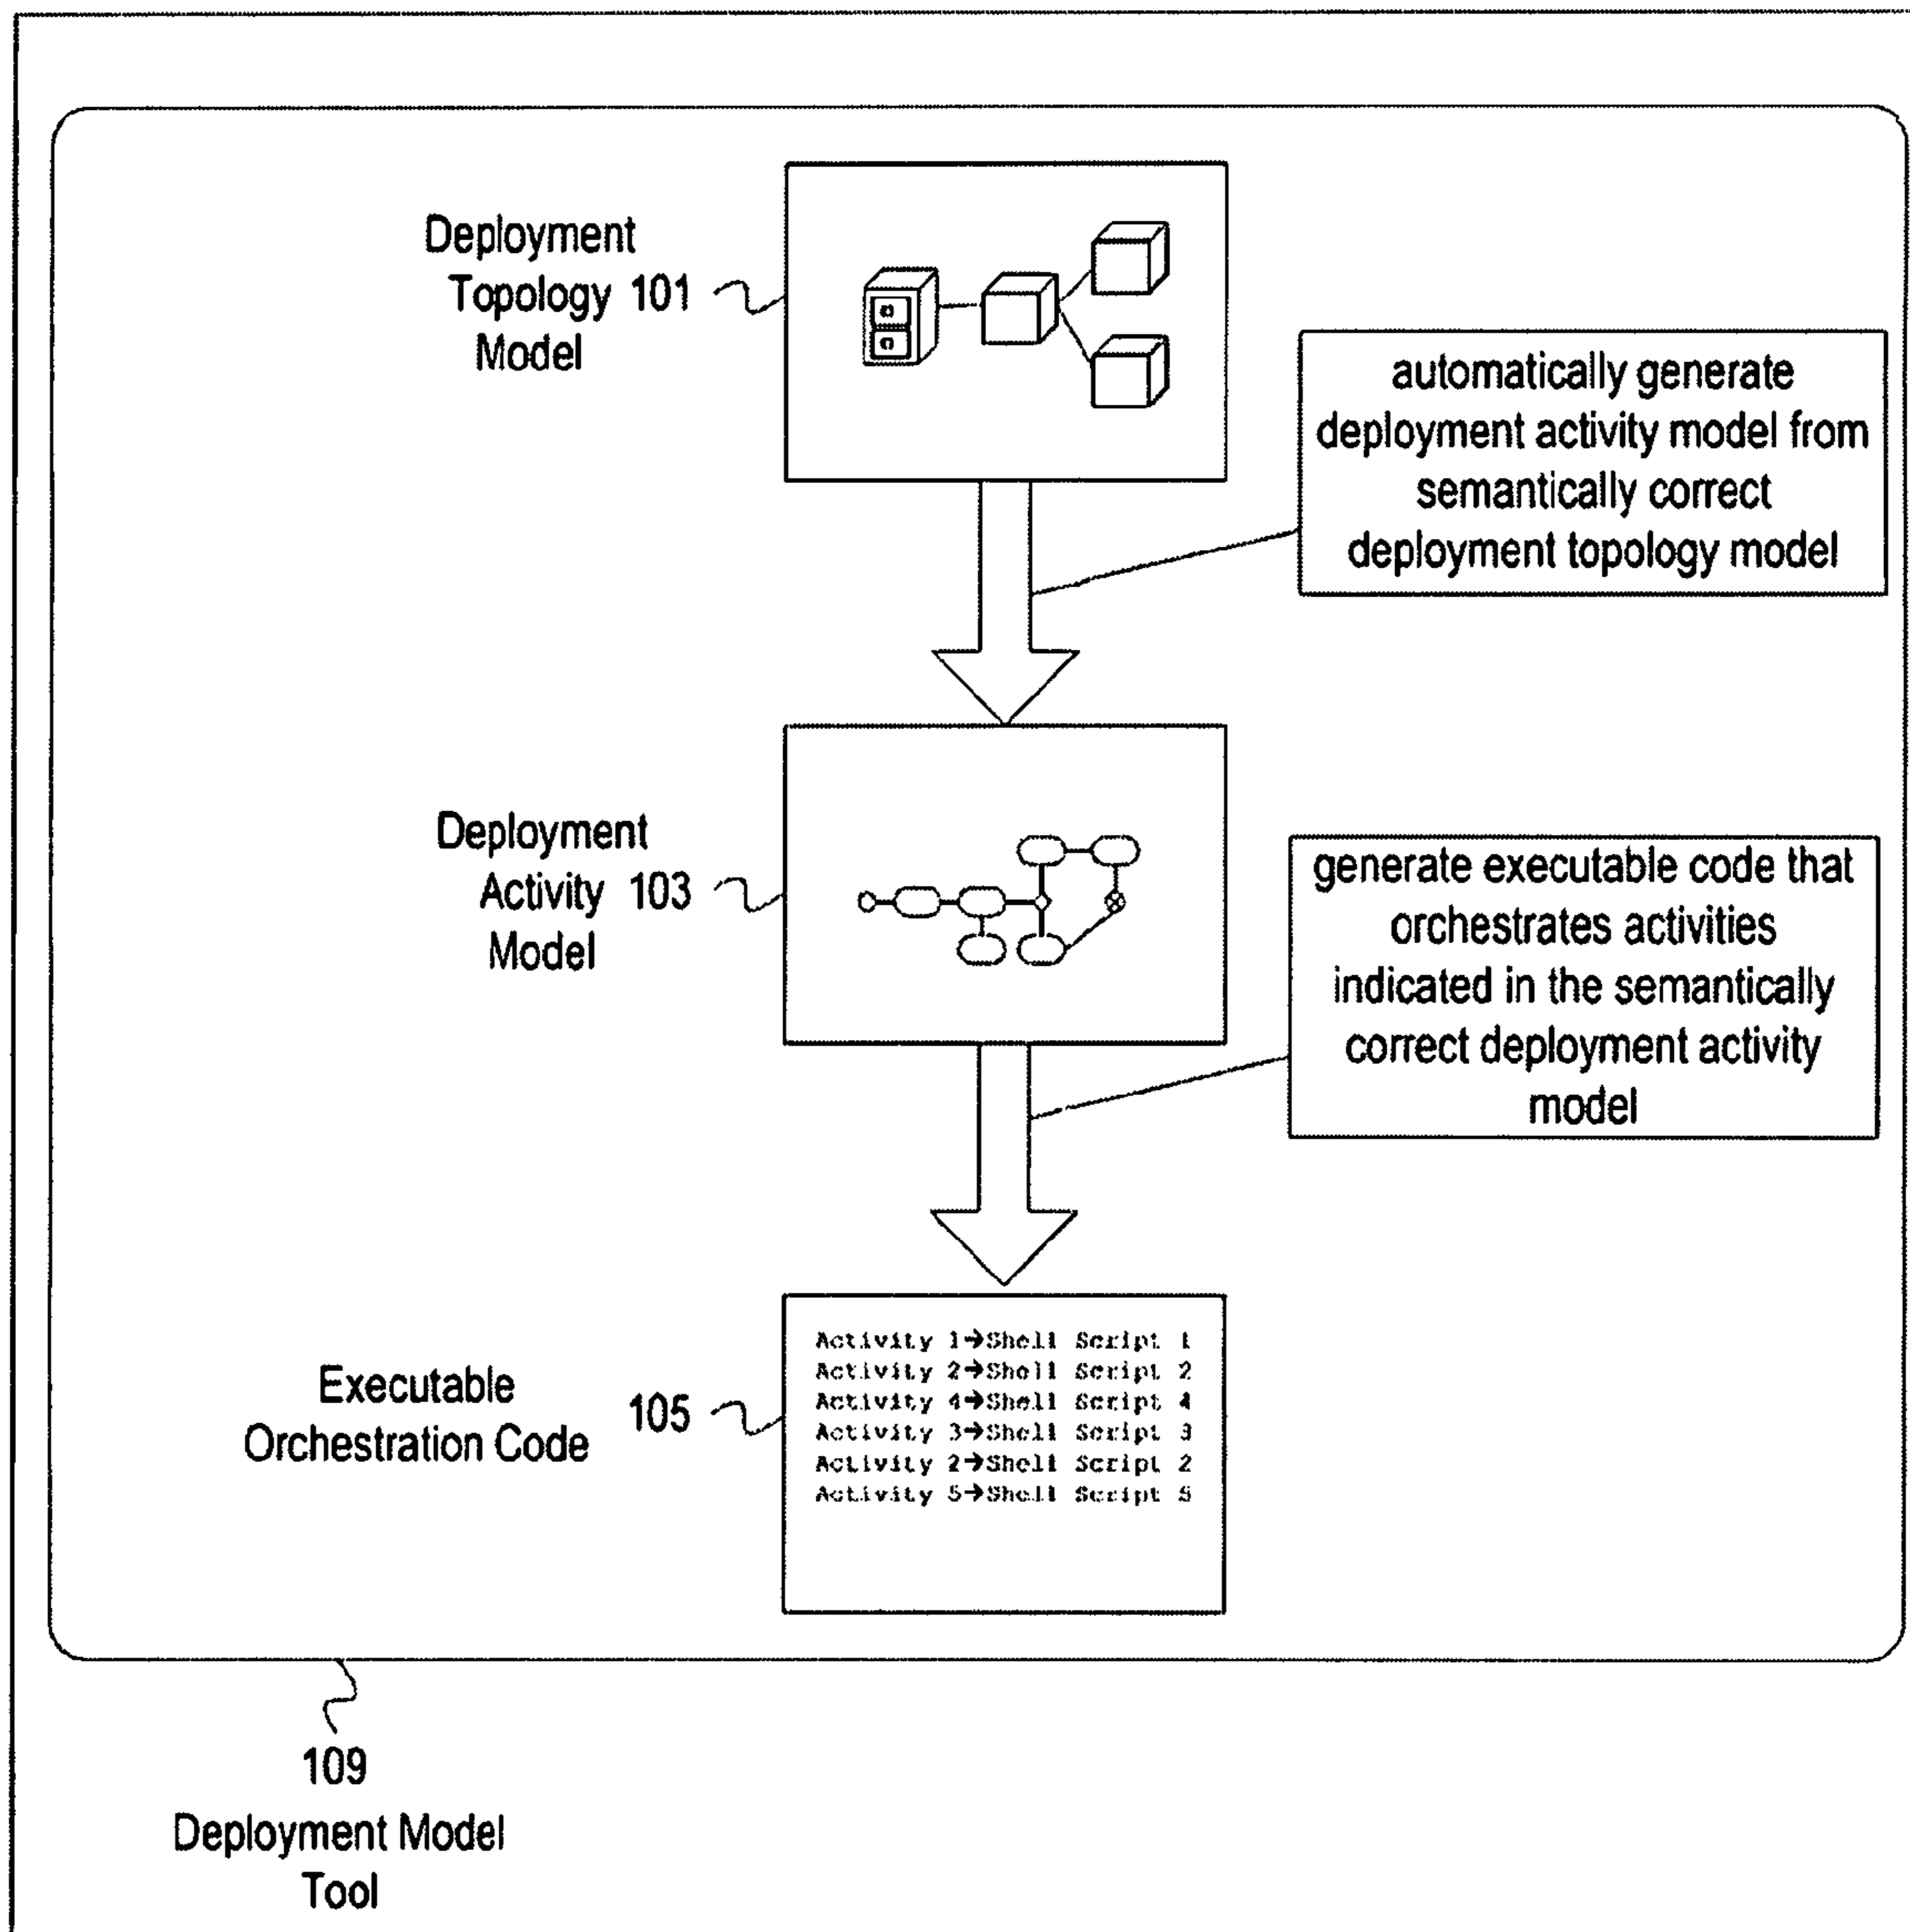 Deployment
Topology 101
Model
automatically generate
deployment activity model from
semantically correct
deployment topology model
Deployment
Activity 103
Model
generate executable code that
orchestrates activities
indicated in the semantically
correct deployment activity
model
Executable
Orchestration Code
105
Activity 1→Shell Script 1
Activity 2→Shell Script 2
Activity 4→Shell Script 4
Activity 3→Shell Script 3
Activity 2→Shell Script 2
Activity 5→Shell Script 5
109
Deployment Model
Tool